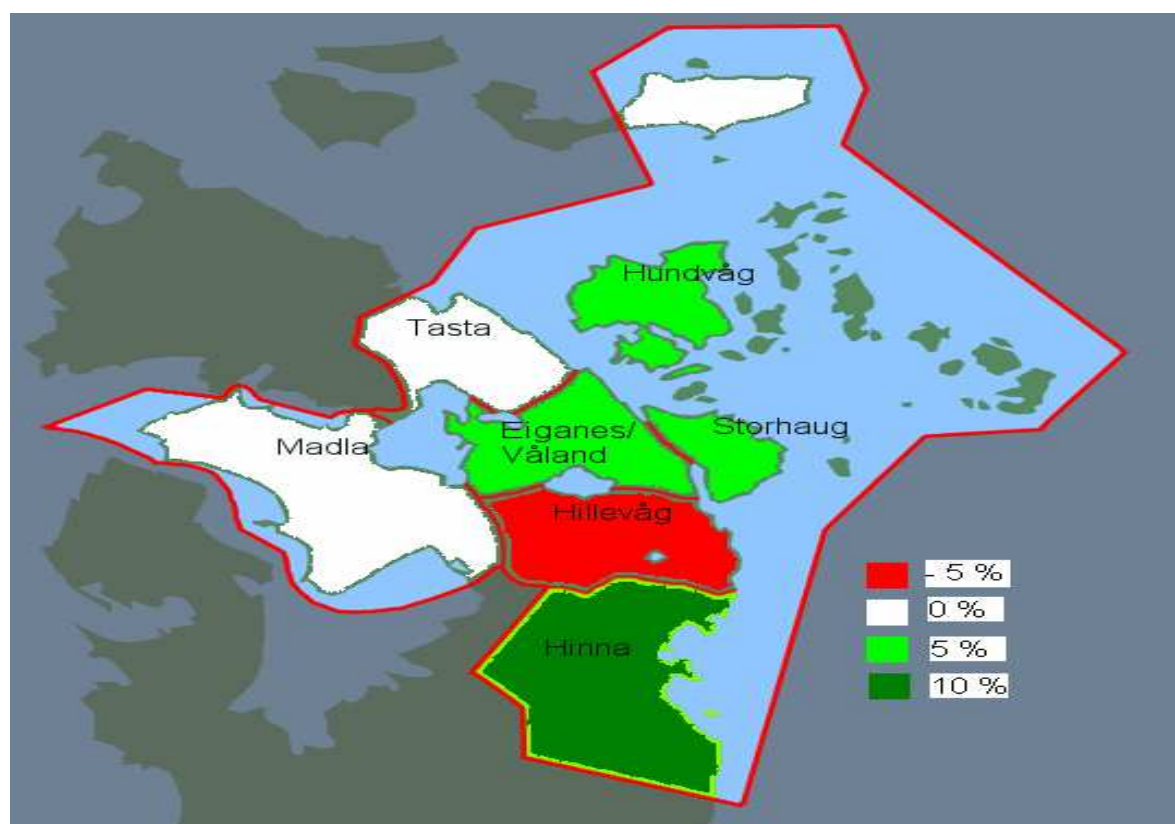 Hundvåg
Tasta
Storhaug
Eiganes/
Våland
Madla
Hillevåg
Hinna
- 5 %
0 %
5 %
10 %